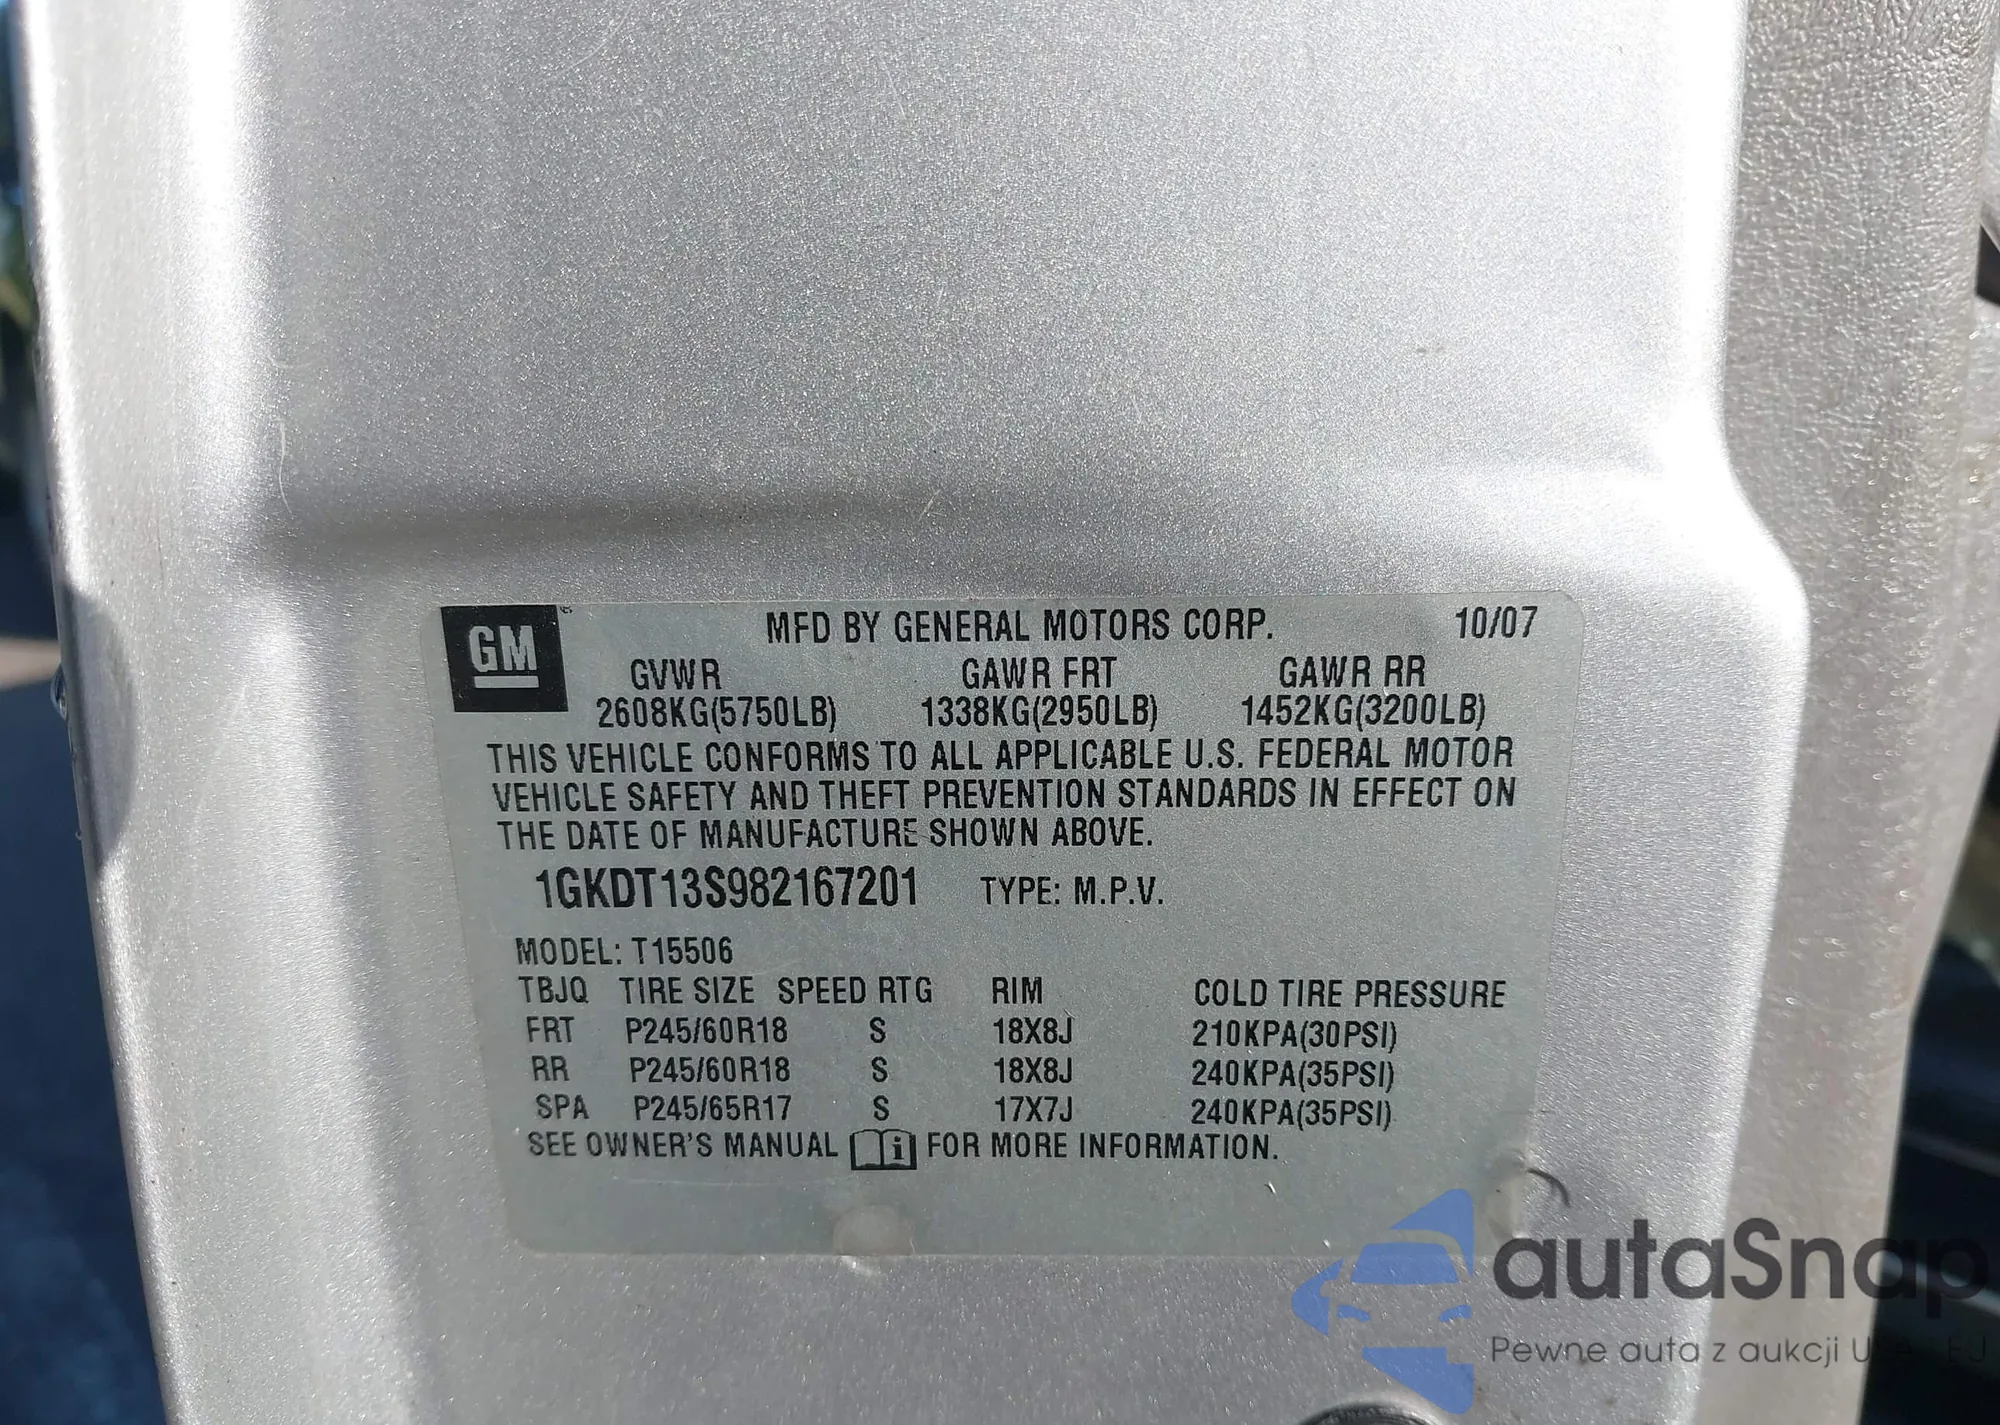 GM
MFD BY GENERAL MOTORS CORP. 10/07
GVWR GAWR FRT GAWR RR
2608KG(5750LB) 1338KG(2950LB) 1452KG(3200LB)
THIS VEHICLE CONFORMS TO ALL APPLICABLE U.S. FEDERAL MOTOR
VEHICLE SAFETY AND THEFT PREVENTION STANDARDS IN EFFECT ON
THE DATE OF MANUFACTURE SHOWN ABOVE.
1GKDT13S982167201 TYPE: M.P.V.
MODEL: T15506
TBJQ TIRE SIZE SPEED RTG RIM COLD TIRE PRESSURE
FRT P245/60R18 S 18X8J 210KPA(30PSI)
RR P245/60R18 S 18X8J 240KPA(35PSI)
SPA P245/65R17 S 17X7J 240KPA(35PSI)
SEE OWNER'S MANUAL i FOR MORE INFORMATION.
autaSnap
Pewne auta z aukcji